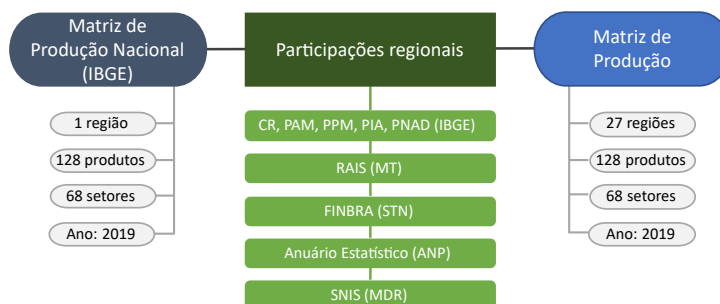 Matriz de
Produção Nacional
(IBGE)
Participações regionais
Matriz de
Produção
1 região
128 produtos
68 setores
Ano: 2019
CR, PAM, PPM, PIA, PNAD (IBGE)
RAIS (MT)
FINBRA (STN)
Anuário Estatístico (ANP)
SNIS (MDR)
27 regiões
128 produtos
68 setores
Ano: 2019